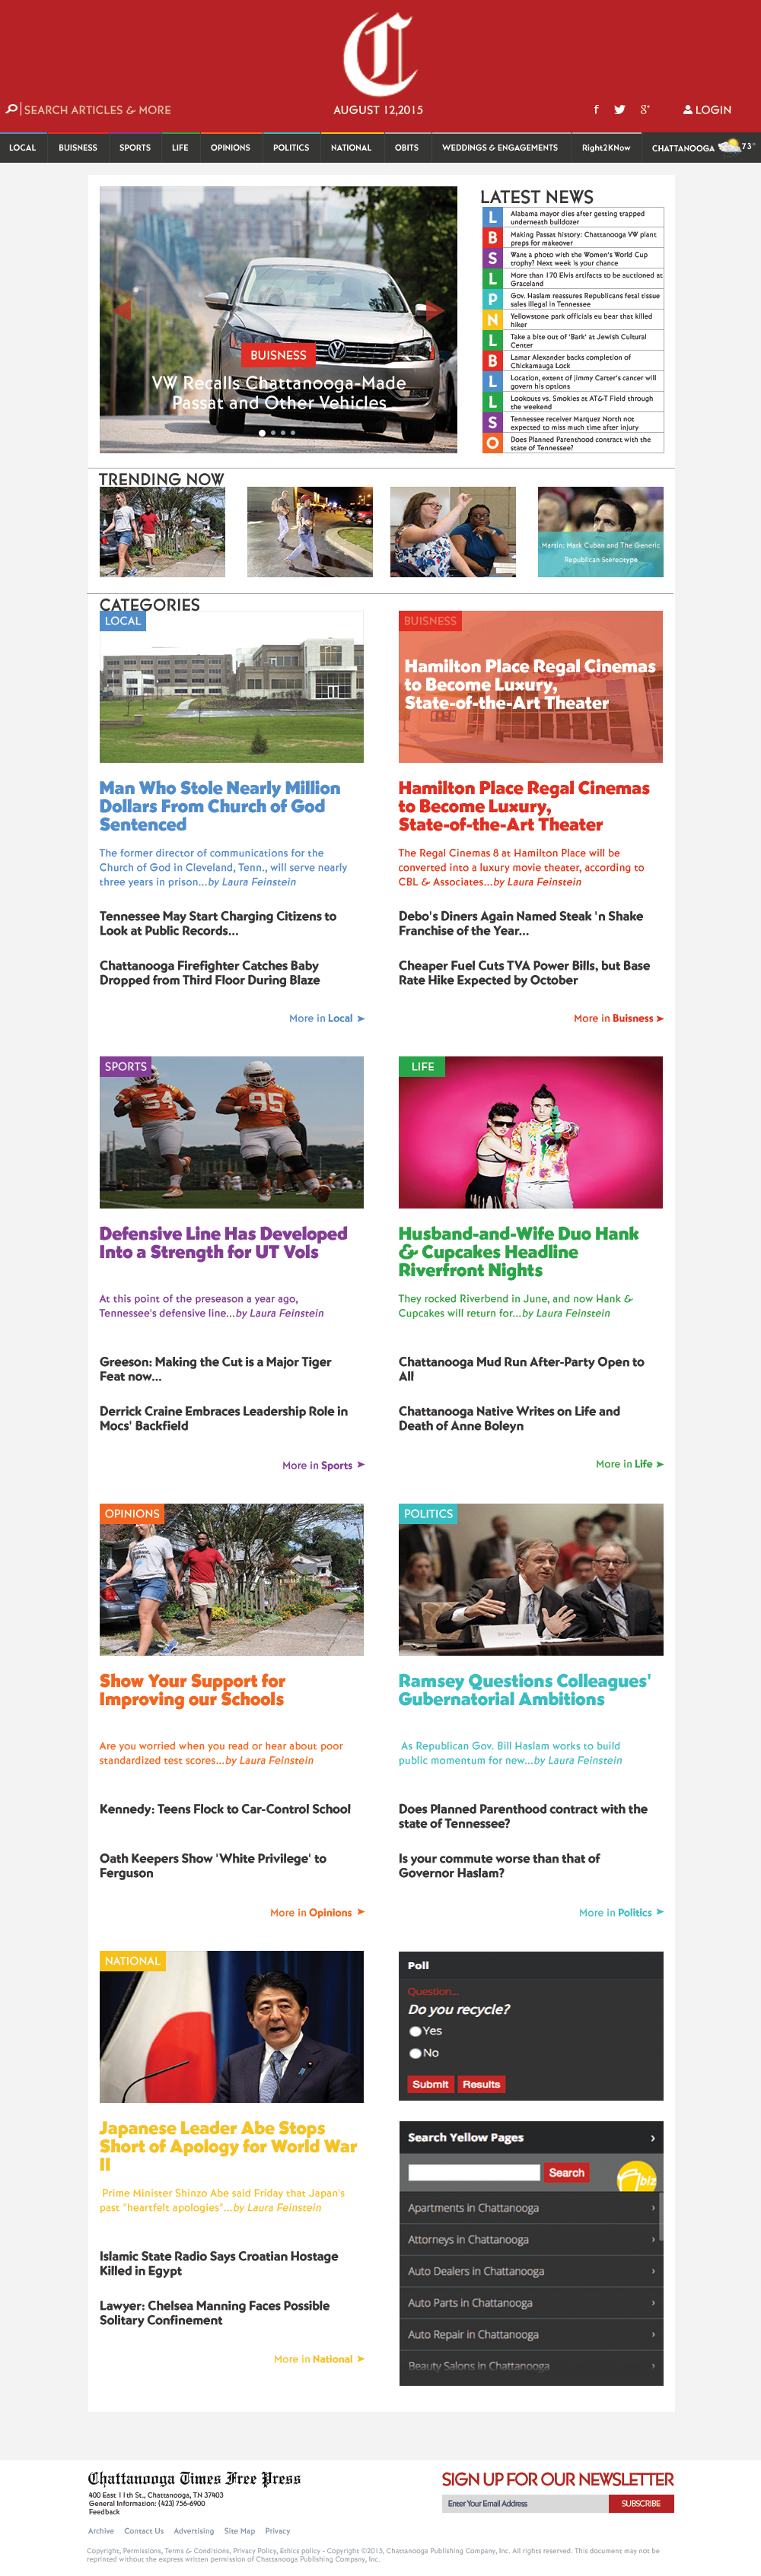 C
SEARCH ARTICLES & MORE
AUGUST 12,2015
f
g+
LOGIN
LOCAL
BUISNESS
SPORTS
LIFE
OPINIONS
POLITICS
NATIONAL
OBITS
WEDDINGS & ENGAGEMENTS
Right2KNow
CHATTANOOGA 73°
BUISNESS
VW Recalls Chattanooga-Made
Passat and Other Vehicles
LATEST NEWS
L
Alabama mayor dies after getting trapped
underneath bulldozer
B
Making Passat history: Chattanooga VW plant
preps for makeover
S
Want a photo with the Women's World Cup
trophy? Next week is your chance
L
More than 170 Elvis artifacts to be auctioned at
Graceland
P
Gov. Haslam reassures Republicans fetal tissue
sales illegal in Tennessee
N
Yellowstone park officials eu bear that killed
hiker
L
Take a bite out of 'Bark' at Jewish Cultural
Center
B
Lamar Alexander backs completion of
Chickamauga Lock
L
Location, extent of jimmy Carter's cancer will
govern his options
L
Lookouts vs. Smokies at AT&T Field through
the weekend
S
Tennessee receiver Marquez North not
expected to miss much time after injury
O
Does Planned Parenthood contract with the
state of Tennessee?
TRENDING NOW
Martin: Mark Cuban and The Generic
Republican Stereotype
CATEGORIES
LOCAL
Man Who Stole Nearly Million
Dollars From Church of God
Sentenced
The former director of communications for the
Church of God in Cleveland, Tenn., will serve nearly
three years in prison...by Laura Feinstein
Tennessee May Start Charging Citizens to
Look at Public Records...
Chattanooga Firefighter Catches Baby
Dropped from Third Floor During Blaze
More in Local
BUISNESS
Hamilton Place Regal Cinemas
to Become Luxury,
State-of-the-Art Theater
Hamilton Place Regal Cinemas
to Become Luxury,
State-of-the-Art Theater
The Regal Cinemas 8 at Hamilton Place will be
converted into a luxury movie theater, according to
CBL & Associates...by Laura Feinstein
Debo's Diners Again Named Steak 'n Shake
Franchise of the Year...
Cheaper Fuel Cuts TVA Power Bills, but Base
Rate Hike Expected by October
More in Buisness
SPORTS
54
95
Defensive Line Has Developed
Into a Strength for UT Vols
At this point of the preseason a year ago,
Tennessee's defensive line...by Laura Feinstein
Greeson: Making the Cut is a Major Tiger
Feat now...
Derrick Craine Embraces Leadership Role in
Mocs' Backfield
More in Sports
LIFE
Husband-and-Wife Duo Hank
& Cupcakes Headline
Riverfront Nights
They rocked Riverbend in June, and now Hank &
Cupcakes will return for...by Laura Feinstein
Chattanooga Mud Run After-Party Open to
All
Chattanooga Native Writes on Life and
Death of Anne Boleyn
More in Life
OPINIONS
Show Your Support for
Improving our Schools
Are you worried when you read or hear about poor
standardized test scores...by Laura Feinstein
Kennedy: Teens Flock to Car-Control School
Oath Keepers Show 'White Privilege' to
Ferguson
More in Opinions
POLITICS
Ramsey Questions Colleagues'
Gubernatorial Ambitions
As Republican Gov. Bill Haslam works to build
public momentum for new...by Laura Feinstein
Does Planned Parenthood contract with the
state of Tennessee?
Is your commute worse than that of
Governor Haslam?
More in Politics
NATIONAL
Japanese Leader Abe Stops
Short of Apology for World War
II
Prime Minister Shinzo Abe said Friday that Japan's
past "heartfelt apologies"...by Laura Feinstein
Islamic State Radio Says Croatian Hostage
Killed in Egypt
Lawyer: Chelsea Manning Faces Possible
Solitary Confinement
More in National
Poll
Question...
Do you recycle?
Yes
No
Submit
Results
Search Yellow Pages
Search
biz
Apartments in Chattanooga
Attorneys in Chattanooga
Auto Dealers in Chattanooga
Auto Parts in Chattanooga
Auto Repair in Chattanooga
Beauty Salons in Chattanooga
Chattanooga Times Free Press
400 East 11th St., Chattanooga, TN 37403
General Information: (423) 756-6900
Feedback
Archive
Contact Us
Advertising
Site Map
Privacy
SIGN UP FOR OUR NEWSLETTER
Enter Your Email Address
SUBSCRIBE
Copyright, Permissions, Terms & Conditions, Privacy Policy, Ethics policy - Copyright ©2015, Chattanooga Publishing Company, Inc. All rights reserved. This document may not be
reprinted without the express written permission of Chattanooga Publishing Company, Inc.